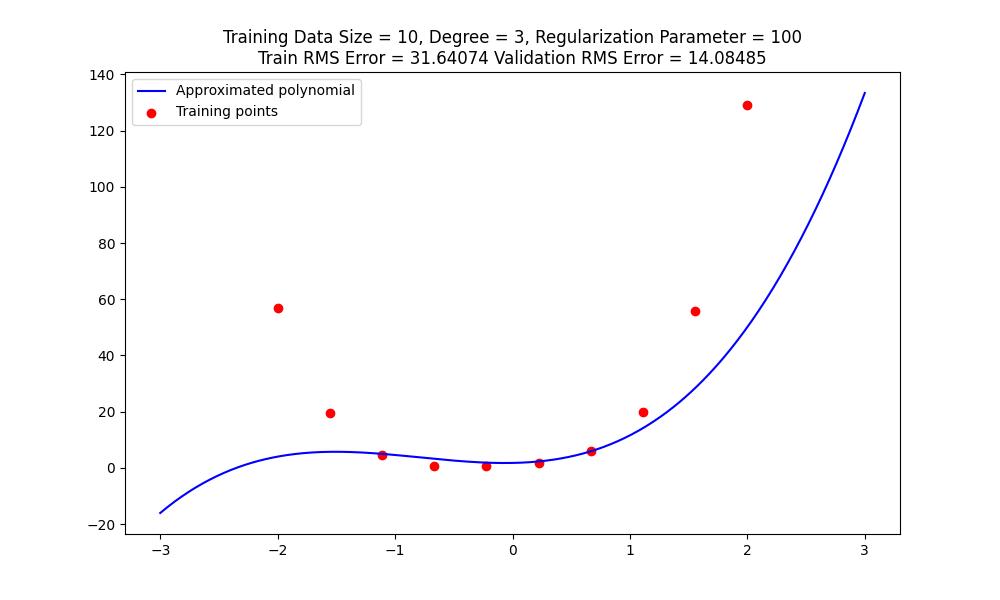 Training Data Size = 10, Degree = 3, Regularization Parameter = 100
Train RMS Error = 31.64074 Validation RMS Error = 14.08485
Approximated polynomial
Training points
140
120
100
80
60
40
20
0
−20
−3 −2 −1 0 1 2 3